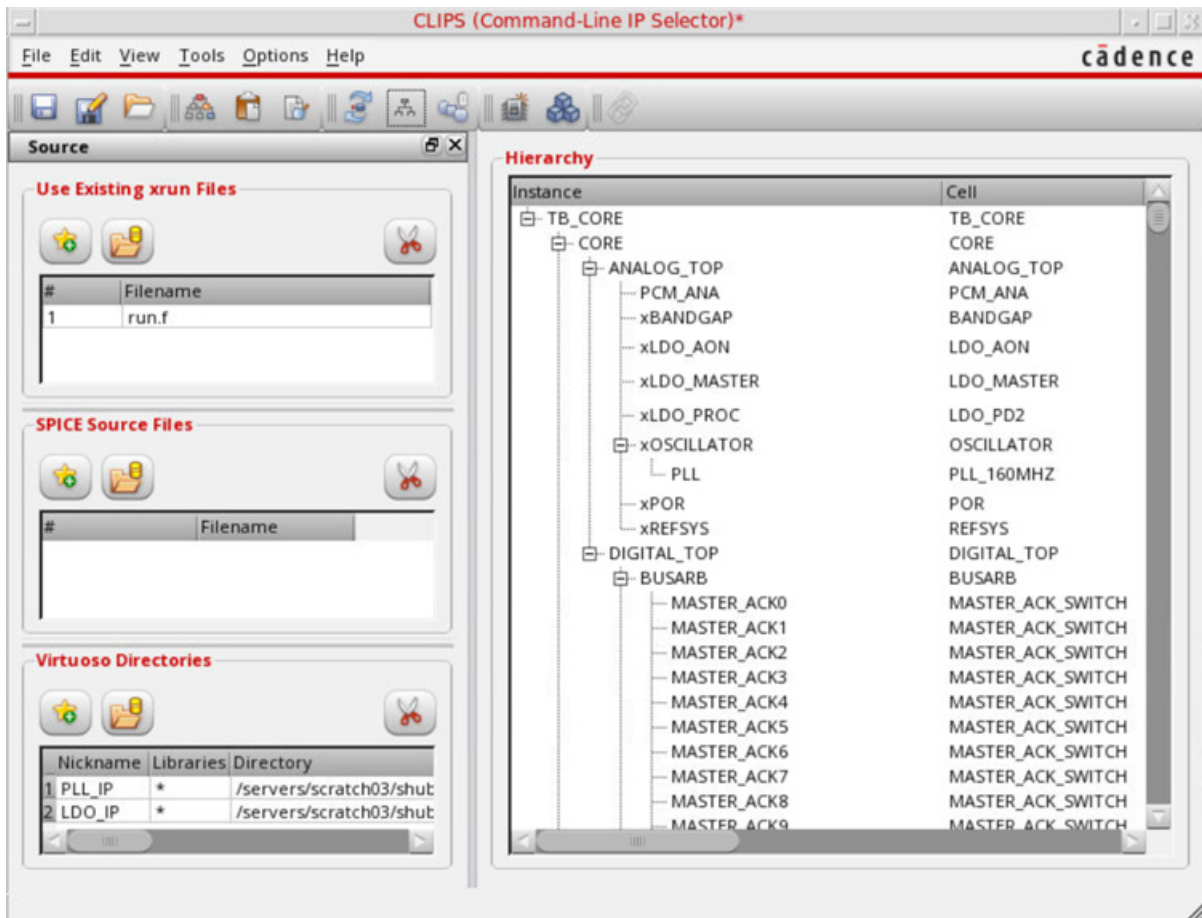 CLIPS (Command-Line IP Selector)*
File Edit View Tools Options Help
cādence
Source
Use Existing xrun Files
# Filename
1 run.f
SPICE Source Files
# Filename
Virtuoso Directories
Nickname Libraries Directory
1 PLL_IP * /servers/scratch03/shub
2 LDO_IP * /servers/scratch03/shub
Hierarchy
Instance Cell
TB_CORE TB_CORE
CORE CORE
ANALOG_TOP ANALOG_TOP
PCM_ANA PCM_ANA
xBANDGAP BANDGAP
xLDO_AON LDO_AON
xLDO_MASTER LDO_MASTER
xLDO_PROC LDO_PD2
xOSCILLATOR OSCILLATOR
PLL PLL_160MHZ
xPOR POR
xREFSYS REFSYS
DIGITAL_TOP DIGITAL_TOP
BUSARB BUSARB
MASTER_ACK0 MASTER_ACK_SWITCH
MASTER_ACK1 MASTER_ACK_SWITCH
MASTER_ACK2 MASTER_ACK_SWITCH
MASTER_ACK3 MASTER_ACK_SWITCH
MASTER_ACK4 MASTER_ACK_SWITCH
MASTER_ACK5 MASTER_ACK_SWITCH
MASTER_ACK6 MASTER_ACK_SWITCH
MASTER_ACK7 MASTER_ACK_SWITCH
MASTER_ACK8 MASTER_ACK_SWITCH
MASTER_ACK9 MASTER_ACK_SWITCH